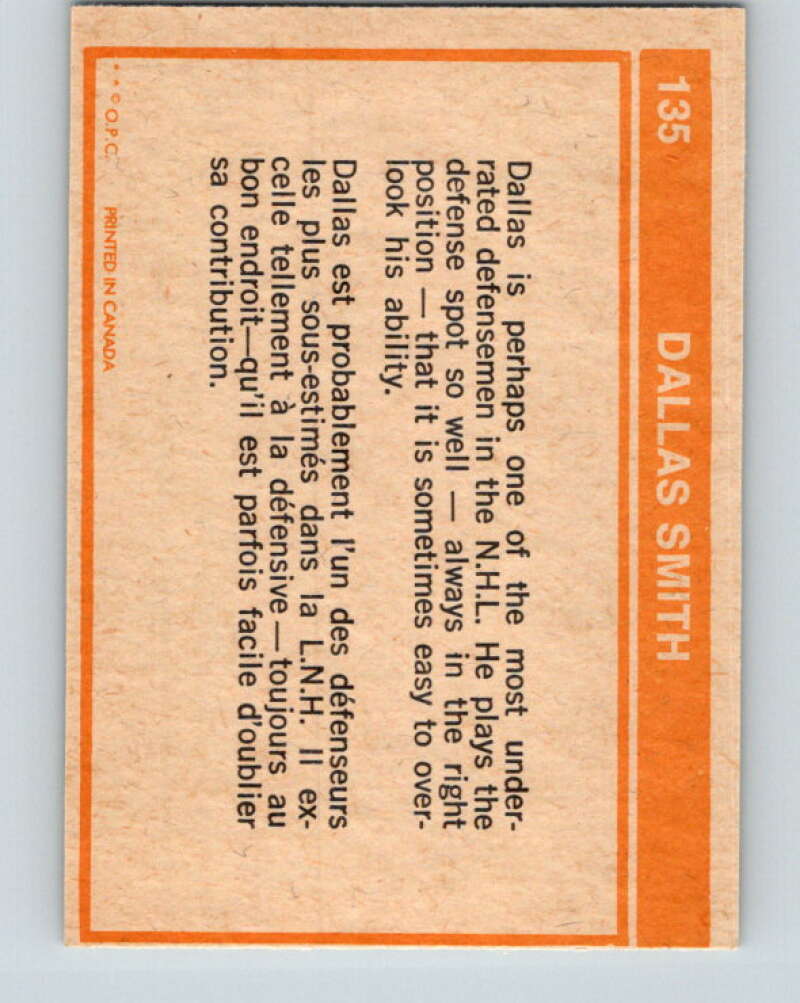 135
DALLAS SMITH
Dallas is perhaps one of the most under-
rated defensemen in the N.H.L. He plays the
defense spot so well — always in the right
position — that it is sometimes easy to over-
look his ability.
Dallas est probablement l'un des défenseurs
les plus sous-estimés dans la L.N.H. Il ex-
celle tellement à la défensive — toujours au
bon endroit—qu'il est parfois facile d'oublier
sa contribution.
* * © O.P.C. PRINTED IN CANADA